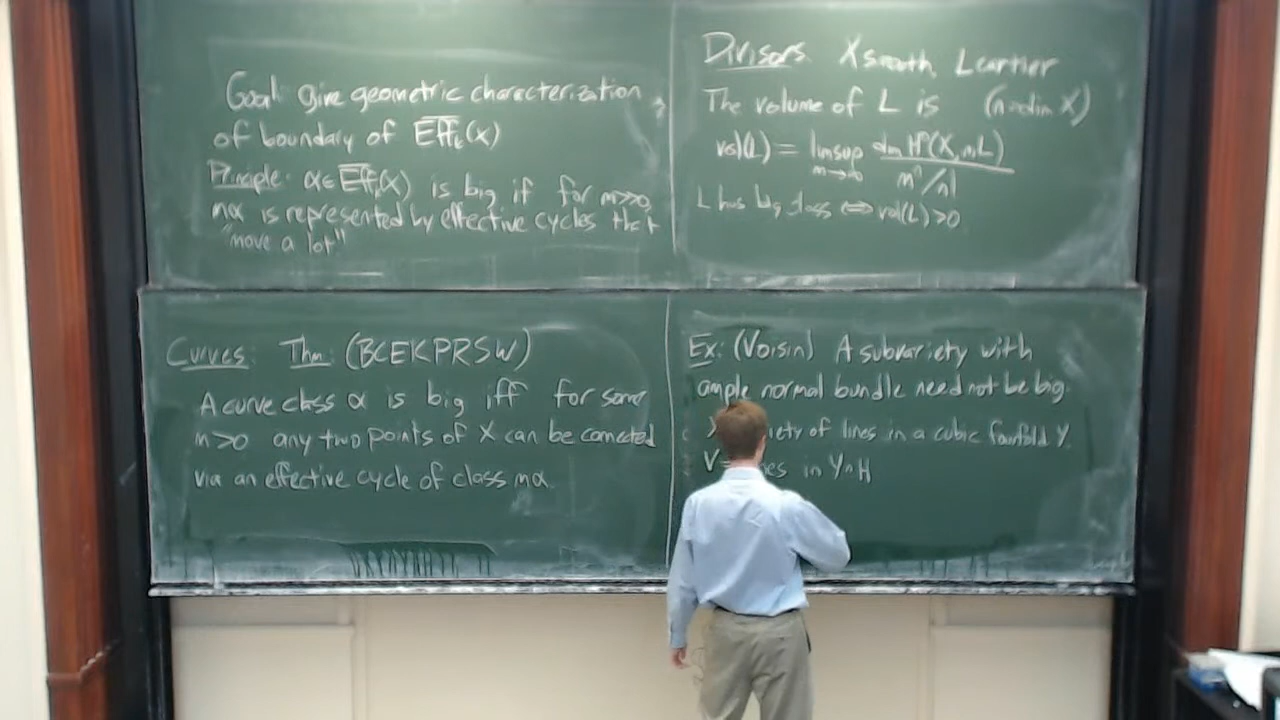 Goal: give geometric characterization
of boundary of Eff_k(X)
Principle: α∈Eff_k(X) is big if for m>>0,
mα is represented by effective cycles that
"move a lot"
Divisors X smooth, L Cartier
The volume of L is (n=dim X)
vol(L) = limsup_{m→∞} dim H⁰(X, mL) / (mⁿ/n!)
L has big class ⇔ vol(L)>0
Curves: Thm: (BCEKPRSW)
A curve class α is big iff for some
m>0 any two points of X can be connected
via an effective cycle of class mα
Ex: (Voisin) A subvariety with
ample normal bundle need not be big.
of lines in a cubic fourfold Y.
in Y∩H